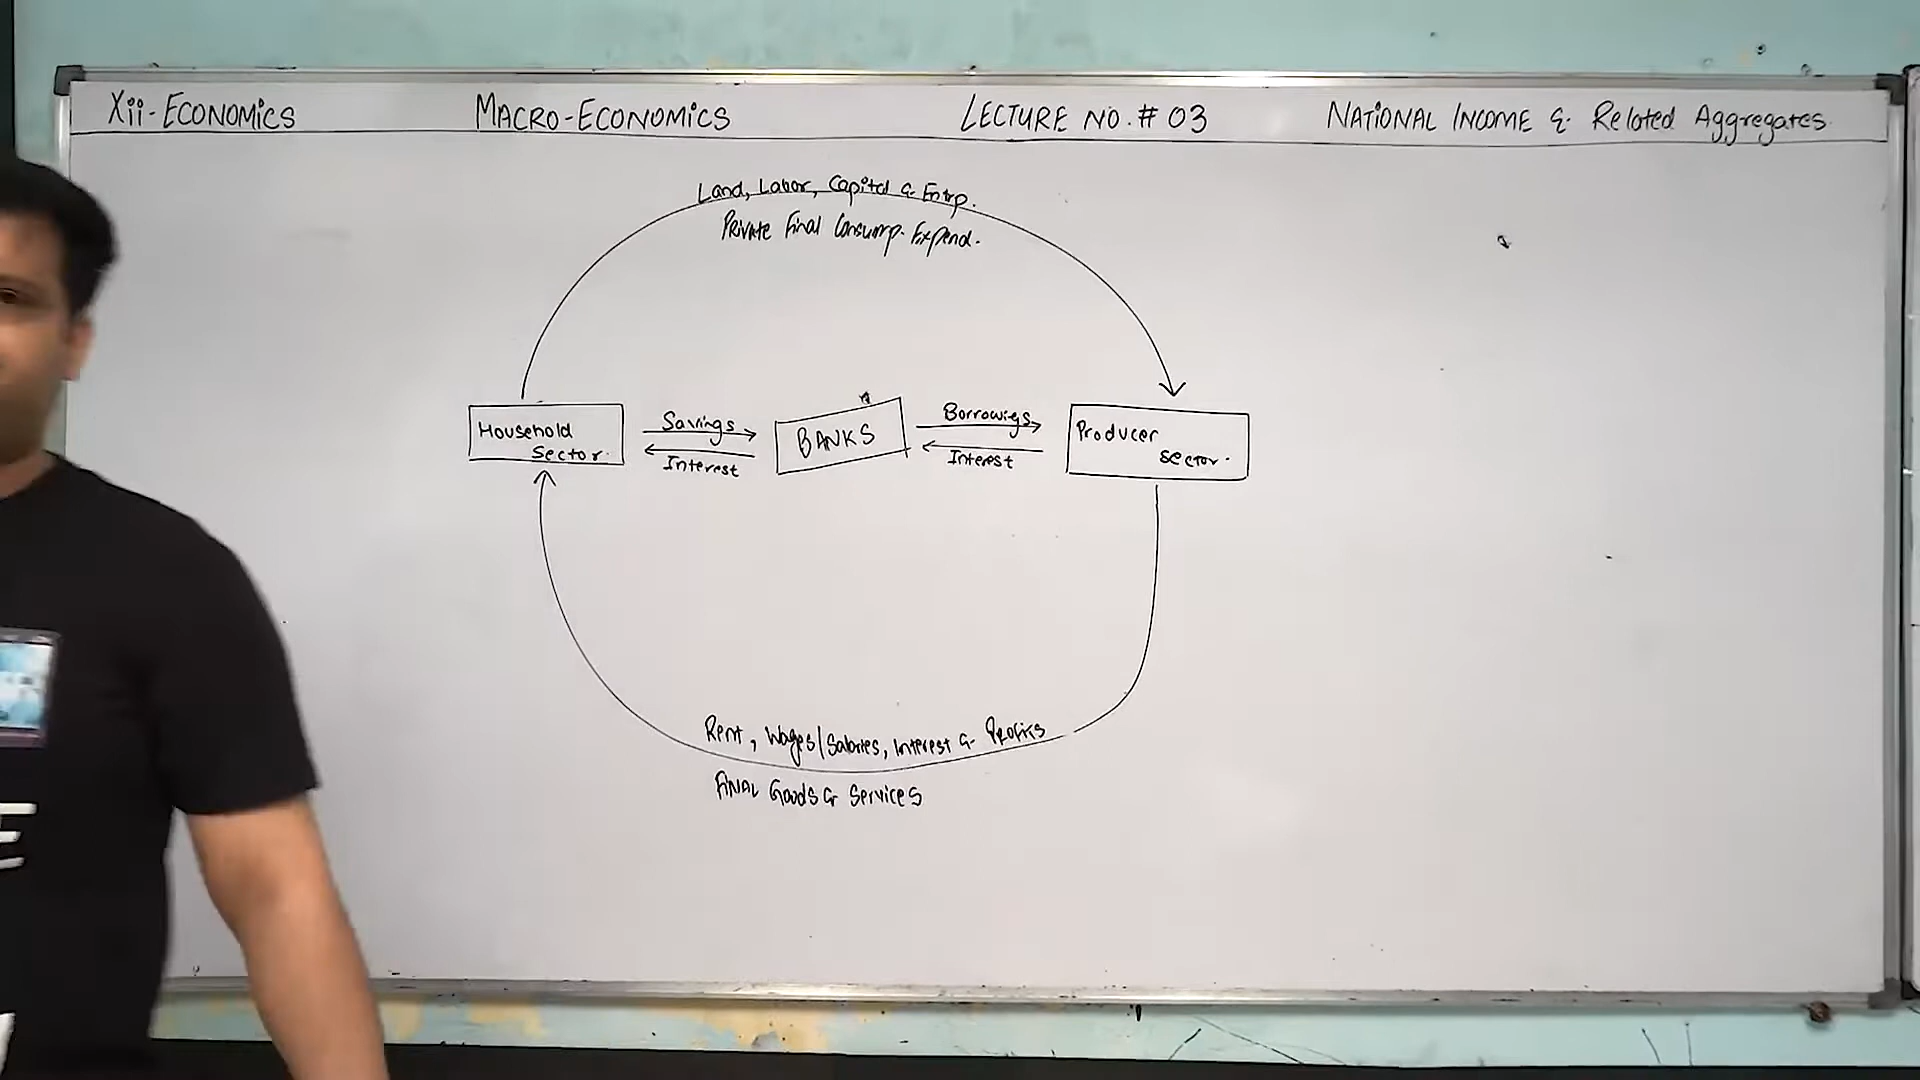 Xii-ECONOMiCS MACRO-ECONOMiCS LECTURE NO.# 03 NATiONAL INCOME & Related Aggregates
Land, Labor, Capital & Entrp.
Private Final Consump. Expend.
Household
Sector.
Savings
Interest
BANKS
Borrowigs
Interest
Producer
Sector.
Rent, Wages/Salaries, Interest & Profits
FiNAL Goods & Services
E